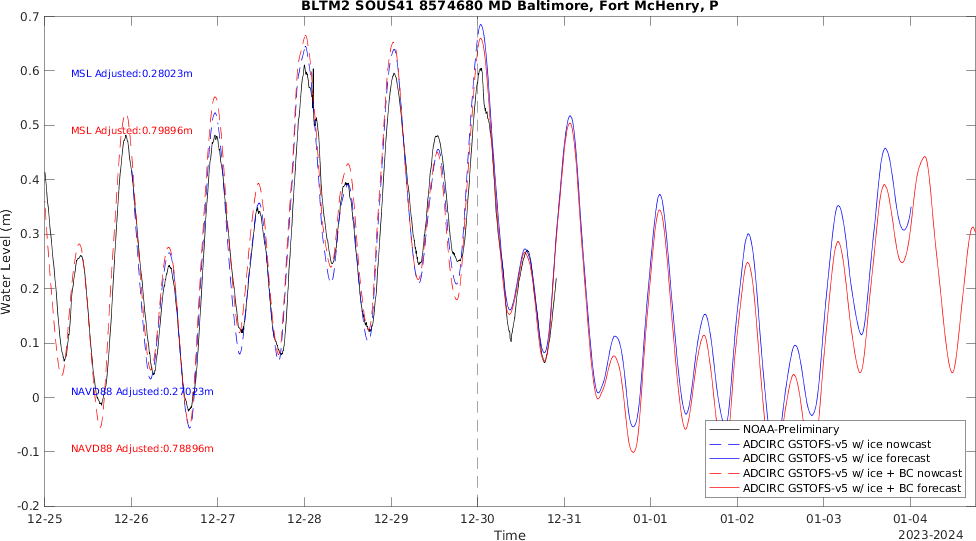 BLTM2 SOUS41 8574680 MD Baltimore, Fort McHenry, P
0.7
0.6
0.5
0.4
0.3
0.2
0.1
0
-0.1
-0.2
Water Level (m)
MSL Adjusted:0.28023m
MSL Adjusted:0.79896m
NAVD88 Adjusted:0.27023m
NAVD88 Adjusted:0.78896m
NOAA-Preliminary
ADCIRC GSTOFS-v5 w/ ice nowcast
ADCIRC GSTOFS-v5 w/ ice forecast
ADCIRC GSTOFS-v5 w/ ice + BC nowcast
ADCIRC GSTOFS-v5 w/ ice + BC forecast
12-25 12-26 12-27 12-28 12-29 12-30 12-31 01-01 01-02 01-03 01-04
Time
2023-2024